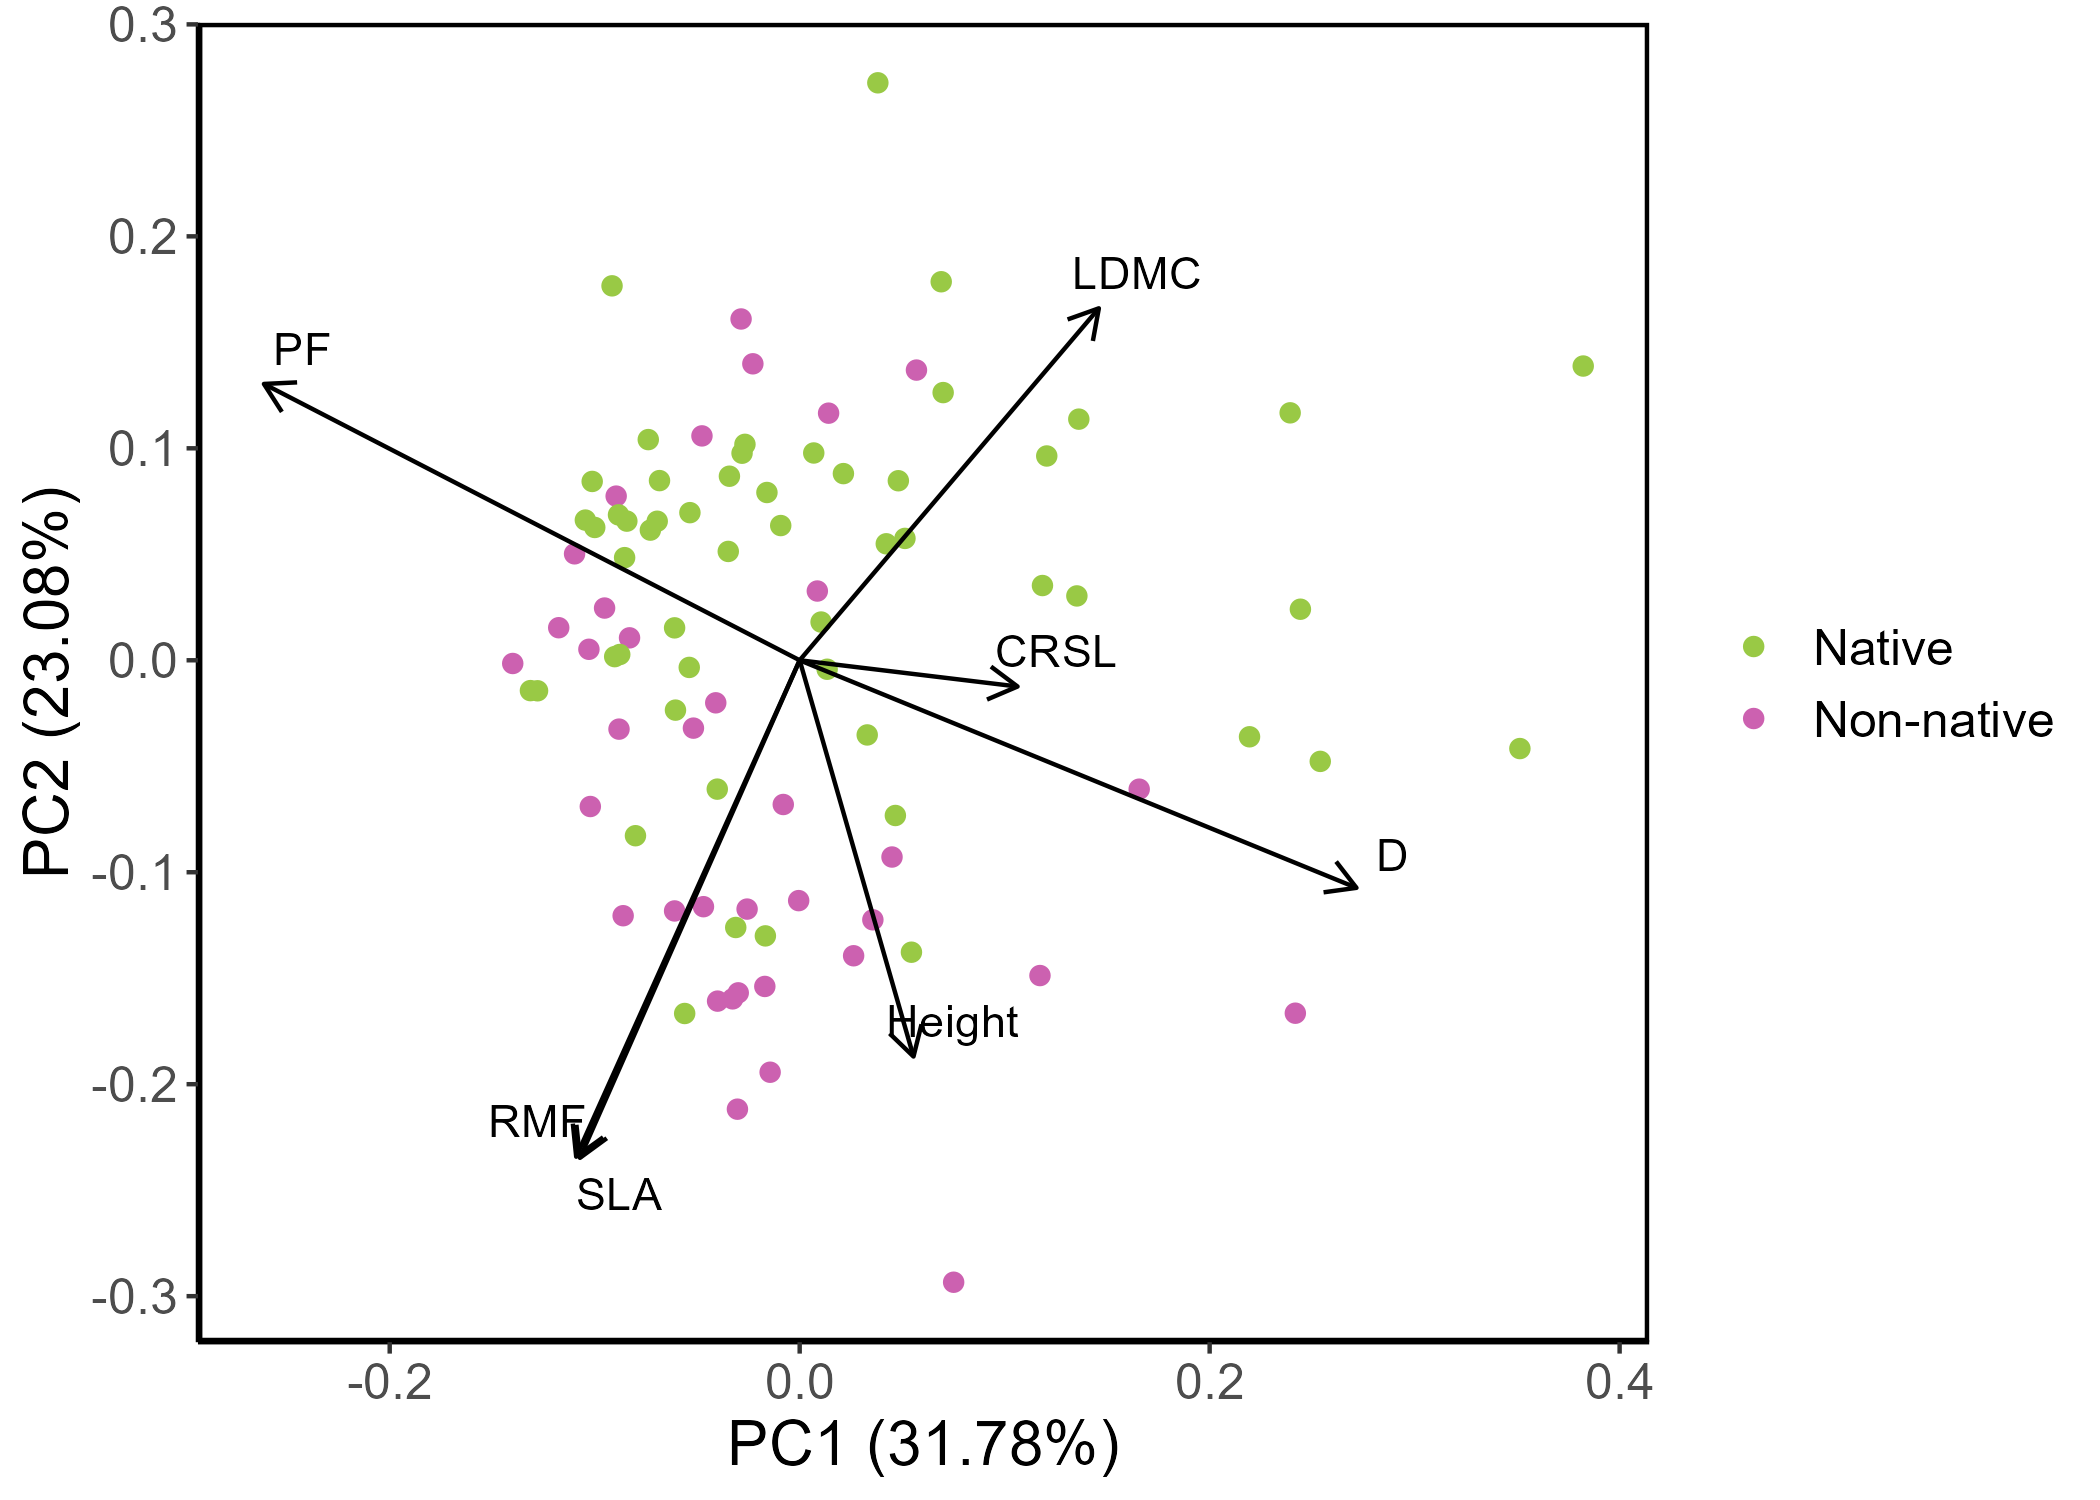 0.3
0.2
0.1
0.0
-0.1
-0.2
-0.3
PC2 (23.08%)
LDMC
PF
CRSL
D
Height
RMF
SLA
Native
Non-native
-0.2
0.0
0.2
0.4
PC1 (31.78%)